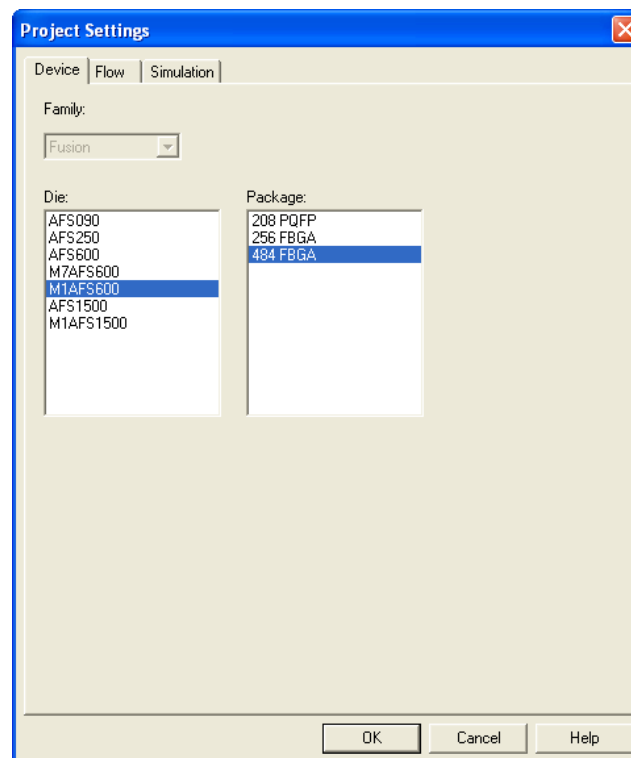 Project Settings
Device Flow Simulation
Family:
Fusion
Die: Package:
AFS090 208 PQFP
AFS250 256 FBGA
AFS600 484 FBGA
M7AFS600
M1AFS600
AFS1500
M1AFS1500
OK Cancel Help